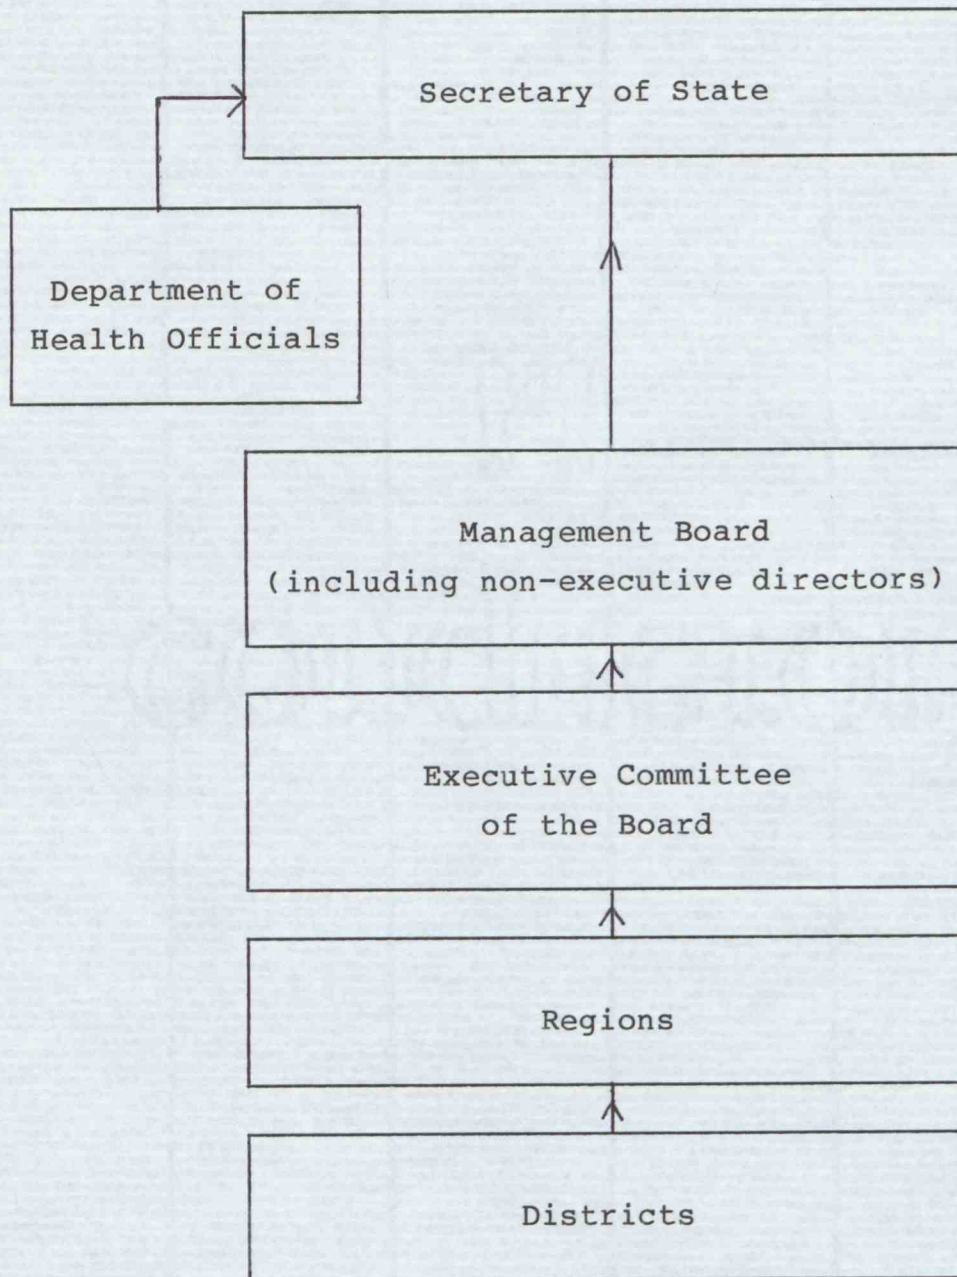 Secretary of State
Department of
Health Officials
Management Board
(including non-executive directors)
Executive Committee
of the Board
Regions
Districts